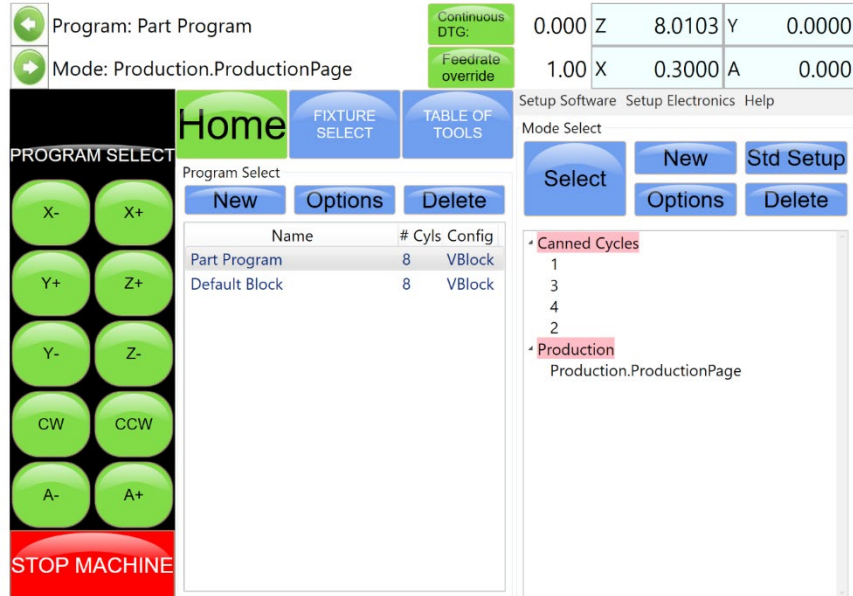 Program: Part Program
Continuous DTG: 0.000 Z 8.0103 Y 0.0000
Mode: Production.ProductionPage
Feedrate override 1.00 X 0.3000 A 0.000
PROGRAM SELECT
X- X+
Y+ Z+
Y- Z-
CW CCW
A- A+
STOP MACHINE
Home
FIXTURE SELECT
TABLE OF TOOLS
Program Select
New Options Delete
Name # Cyls Config
Part Program 8 VBlock
Default Block 8 VBlock
Setup Software Setup Electronics Help
Mode Select
Select
New Std Setup
Options Delete
Canned Cycles
1
3
4
2
Production
Production.ProductionPage